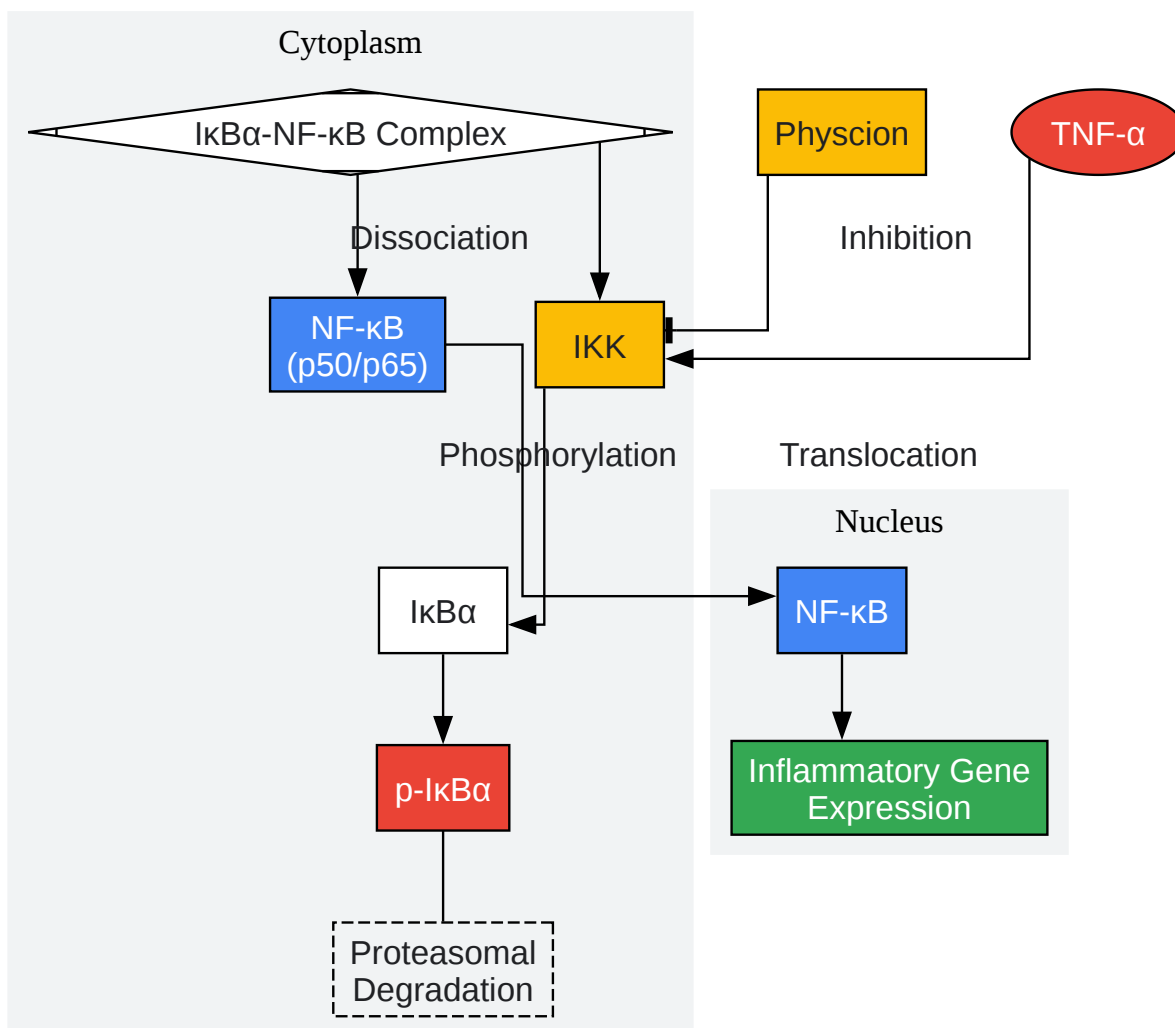 Cytoplasm
IκBα-NF-κB Complex
Physcion
TNF-α
Dissociation
Inhibition
NF-κB
(p50/p65)
IKK
Phosphorylation
Translocation
Nucleus
IκBα
NF-κB
p-IκBα
Inflammatory Gene
Expression
Proteasomal
Degradation